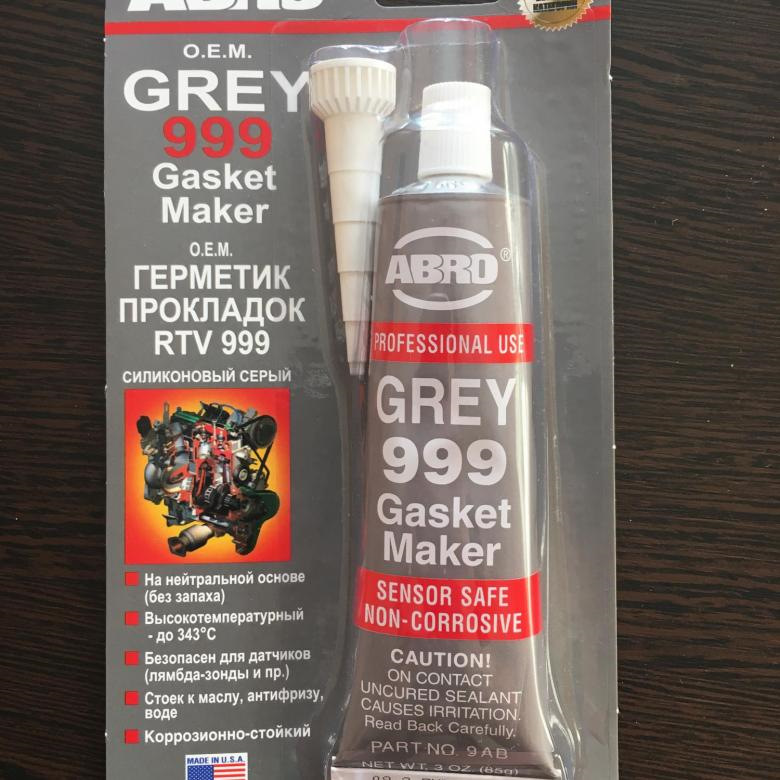 ABRO
O.E.M.
GREY
999
Gasket
Maker
O.E.M.
ГЕРМЕТИК
ПРОКЛАДОК
RTV 999
СИЛИКОНОВЫЙ СЕРЫЙ
На нейтральной основе
(без запаха)
Высокотемпературный
- до 343°С
Безопасен для датчиков
(лямбда-зонды и пр.)
Стоек к маслу, антифризу,
воде
Коррозионно-стойкий
MADE IN U.S.A.
ABRO®
PROFESSIONAL USE
GREY
999
Gasket
Maker
SENSOR SAFE
NON-CORROSIVE
CAUTION!
ON CONTACT
UNCURED SEALANT
CAUSES IRRITATION.
Read Back Carefully.
PART NO. 9AB
NET WT. 3 OZ. (85g)